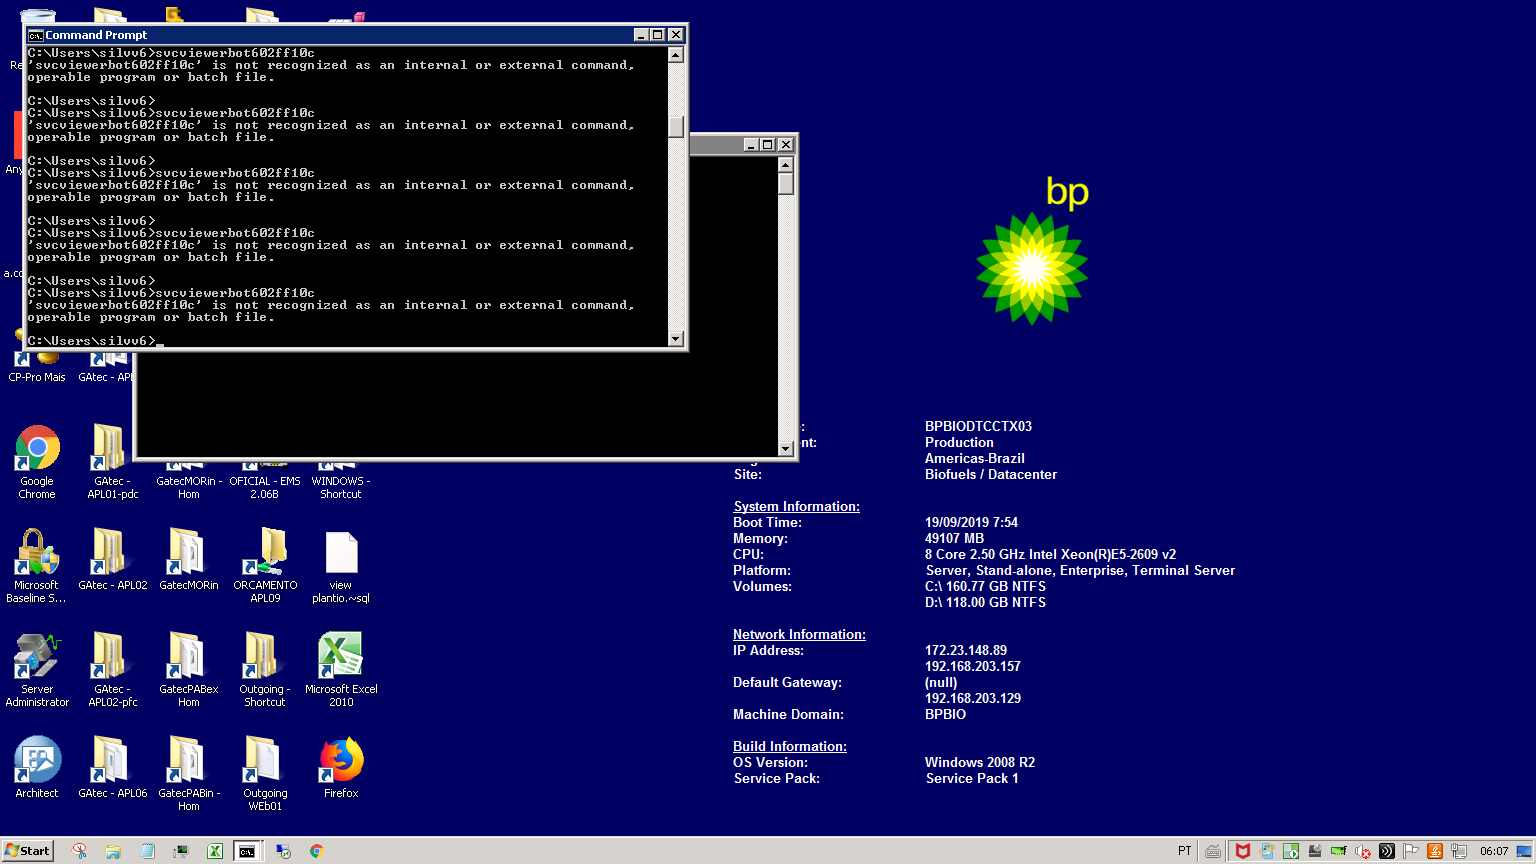 Command Prompt
C:\Users\silvv6>svcviewerbot602ff10c
'svcviewerbot602ff10c' is not recognized as an internal or external command,
operable program or batch file.
C:\Users\silvv6>
C:\Users\silvv6>svcviewerbot602ff10c
'svcviewerbot602ff10c' is not recognized as an internal or external command,
operable program or batch file.
C:\Users\silvv6>
C:\Users\silvv6>svcviewerbot602ff10c
'svcviewerbot602ff10c' is not recognized as an internal or external command,
operable program or batch file.
C:\Users\silvv6>
C:\Users\silvv6>svcviewerbot602ff10c
'svcviewerbot602ff10c' is not recognized as an internal or external command,
operable program or batch file.
C:\Users\silvv6>
C:\Users\silvv6>svcviewerbot602ff10c
'svcviewerbot602ff10c' is not recognized as an internal or external command,
operable program or batch file.
C:\Users\silvv6>_
bp
CP-Pro Mais
GAtec - APL
Google
Chrome
GAtec -
APL01-pdc
GatecMORin -
Hom
OFICIAL - EMS
2.06B
WINDOWS -
Shortcut
Microsoft
Baseline S...
GAtec - APL02
GatecMORin
ORCAMENTO
APL09
view
plantio.~sql
Server
Administrator
GAtec -
APL02-pfc
GatecPABex
Hom
Outgoing -
Shortcut
Microsoft Excel
2010
Architect
GAtec - APL06
GatecPABin -
Hom
Outgoing
WEb01
Firefox
BPBIODTCCTX03
Production
Americas-Brazil
Site: Biofuels / Datacenter
System Information:
Boot Time: 19/09/2019 7:54
Memory: 49107 MB
CPU: 8 Core 2.50 GHz Intel Xeon(R)E5-2609 v2
Platform: Server, Stand-alone, Enterprise, Terminal Server
Volumes: C:\ 160.77 GB NTFS
D:\ 118.00 GB NTFS
Network Information:
IP Address: 172.23.148.89
192.168.203.157
Default Gateway: (null)
192.168.203.129
Machine Domain: BPBIO
Build Information:
OS Version: Windows 2008 R2
Service Pack: Service Pack 1
Start
PT
06:07